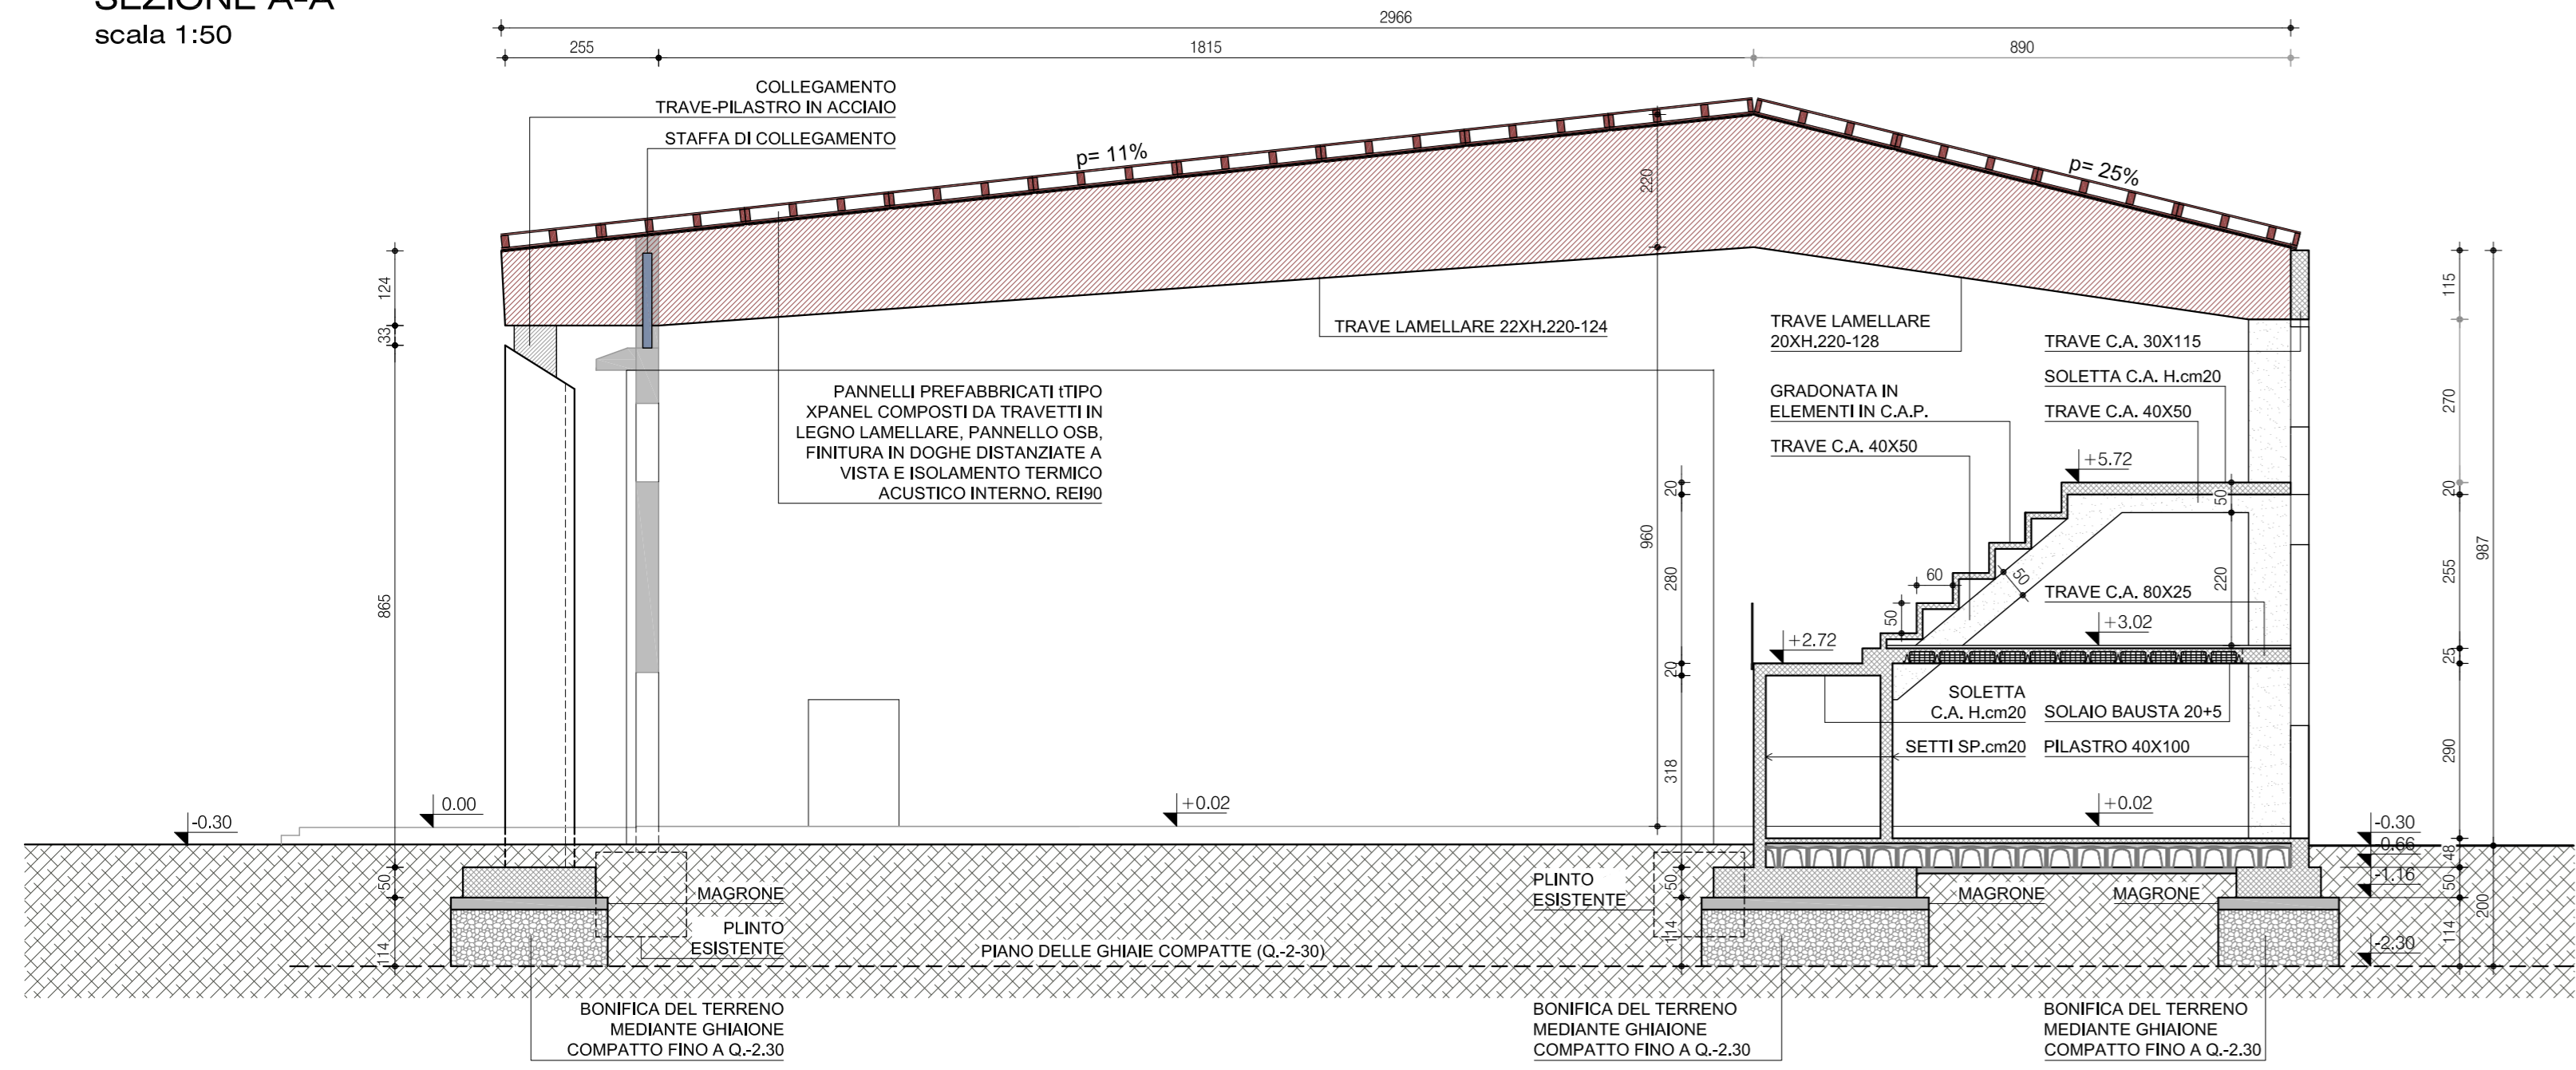 SEZIONE A-A
scala 1:50
2966
255
1815
890
COLLEGAMENTO
TRAVE-PILASTRO IN ACCIAIO
STAFFA DI COLLEGAMENTO
p= 11%
p= 25%
220
124
33
865
50
114
TRAVE LAMELLARE 22XH.220-124
TRAVE LAMELLARE
20XH.220-128
TRAVE C.A. 30X115
SOLETTA C.A. H.cm20
TRAVE C.A. 40X50
GRADONATA IN
ELEMENTI IN C.A.P.
TRAVE C.A. 40X50
PANNELLI PREFABBRICATI tTIPO
XPANEL COMPOSTI DA TRAVETTI IN
LEGNO LAMELLARE, PANNELLO OSB,
FINITURA IN DOGHE DISTANZIATE A
VISTA E ISOLAMENTO TERMICO
ACUSTICO INTERNO. REI90
+5.72
20
50
960
280
60
50
50
220
TRAVE C.A. 80X25
+3.02
+2.72
20
SOLETTA
C.A. H.cm20
SOLAIO BAUSTA 20+5
SETTI SP.cm20
PILASTRO 40X100
318
115
270
20
255
987
25
290
-0.30
0.00
+0.02
+0.02
-0.30
-0.66
48
-1.16
50
200
114
-2.30
MAGRONE
PLINTO
ESISTENTE
PLINTO
ESISTENTE
50
114
MAGRONE
MAGRONE
PIANO DELLE GHIAIE COMPATTE (Q.-2-30)
BONIFICA DEL TERRENO
MEDIANTE GHIAIONE
COMPATTO FINO A Q.-2.30
BONIFICA DEL TERRENO
MEDIANTE GHIAIONE
COMPATTO FINO A Q.-2.30
BONIFICA DEL TERRENO
MEDIANTE GHIAIONE
COMPATTO FINO A Q.-2.30